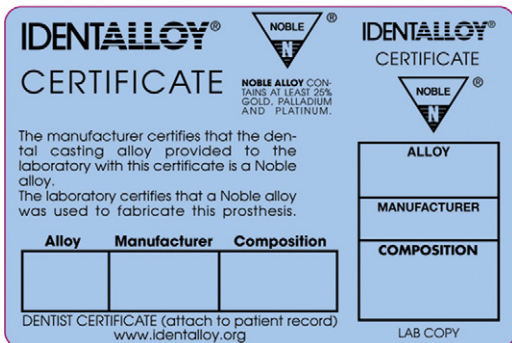 IDENTALLOY®
CERTIFICATE
NOBLE ®
N
NOBLE ALLOY CON-
TAINS AT LEAST 25%
GOLD, PALLADIUM
AND PLATINUM.
The manufacturer certifies that the den-
tal casting alloy provided to the
laboratory with this certificate is a Noble
alloy.
The laboratory certifies that a Noble alloy
was used to fabricate this prosthesis.
Alloy Manufacturer Composition
DENTIST CERTIFICATE (attach to patient record)
www.identalloy.org
IDENTALLOY®
CERTIFICATE
NOBLE ®
N
ALLOY
MANUFACTURER
COMPOSITION
LAB COPY